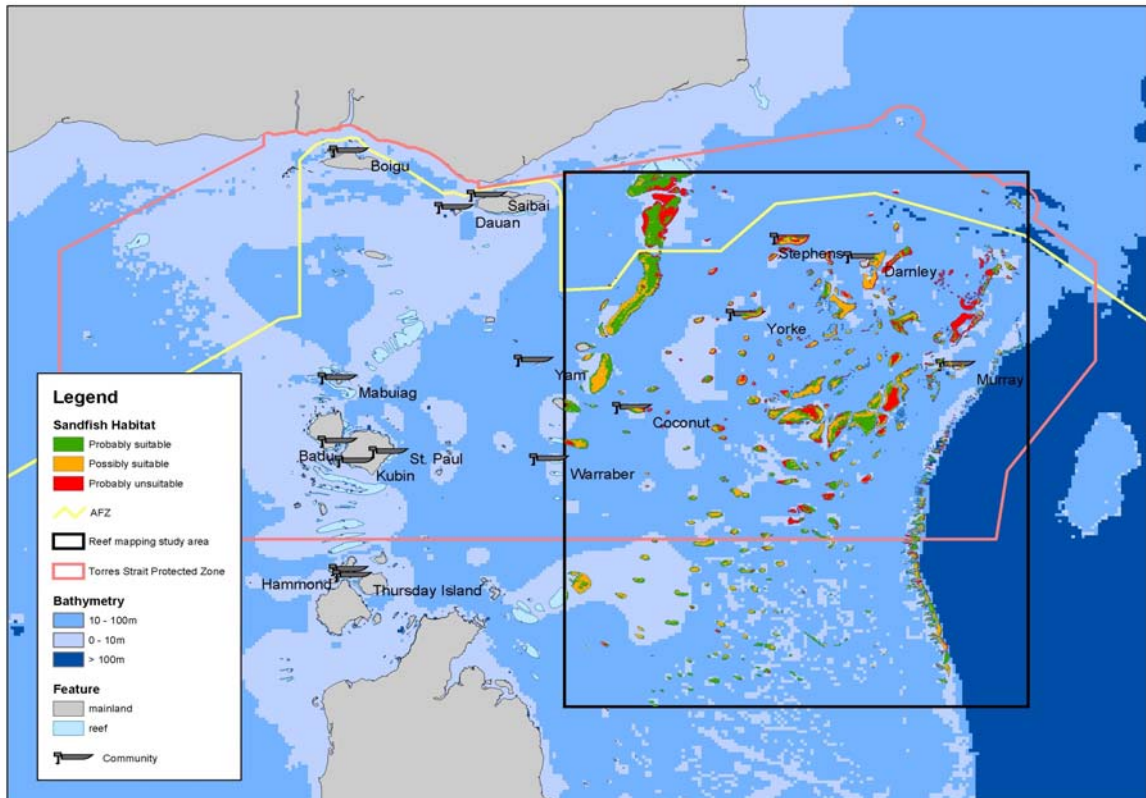 Boigu
Saibai
Dauan
Stephens
Darnley
Yorke
Yam
Murray
Mabuiag
Coconut
Badu
St. Paul
Kubin
Warraber
Hammond
Thursday Island
Legend
Sandfish Habitat
Probably suitable
Possibly suitable
Probably unsuitable
AFZ
Reef mapping study area
Torres Strait Protected Zone
Bathymetry
10 - 100m
0 - 10m
> 100m
Feature
mainland
reef
Community